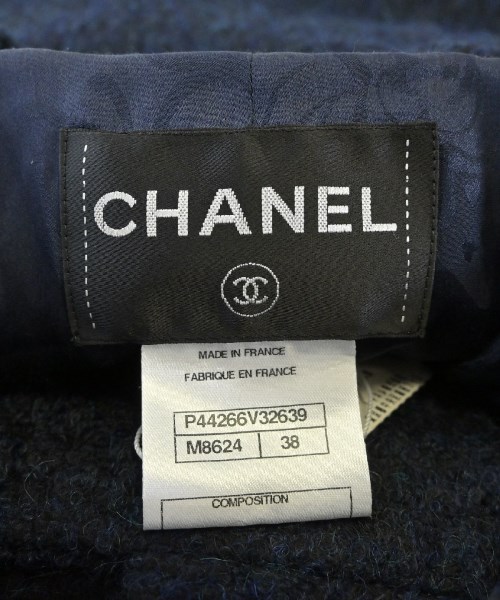 CHANEL
MADE IN FRANCE
FABRIQUE EN FRANCE
P44266V32639
M8624 38
COMPOSITION